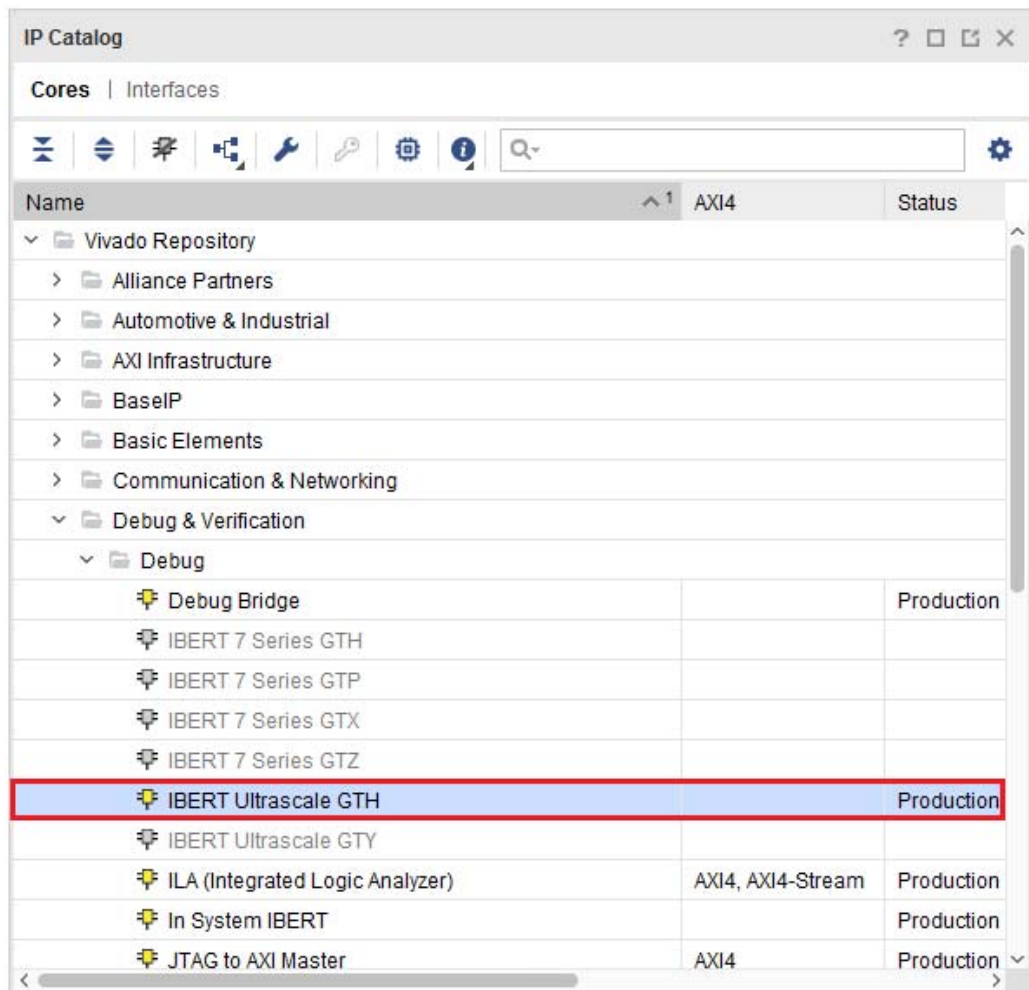 IP Catalog
Cores | Interfaces
Name 1 AXI4 Status
Vivado Repository
Alliance Partners
Automotive & Industrial
AXI Infrastructure
BaseIP
Basic Elements
Communication & Networking
Debug & Verification
Debug
Debug Bridge Production
IBERT 7 Series GTH
IBERT 7 Series GTP
IBERT 7 Series GTX
IBERT 7 Series GTZ
IBERT Ultrascale GTH Production
IBERT Ultrascale GTY
ILA (Integrated Logic Analyzer) AXI4, AXI4-Stream Production
In System IBERT Production
JTAG to AXI Master AXI4 Production